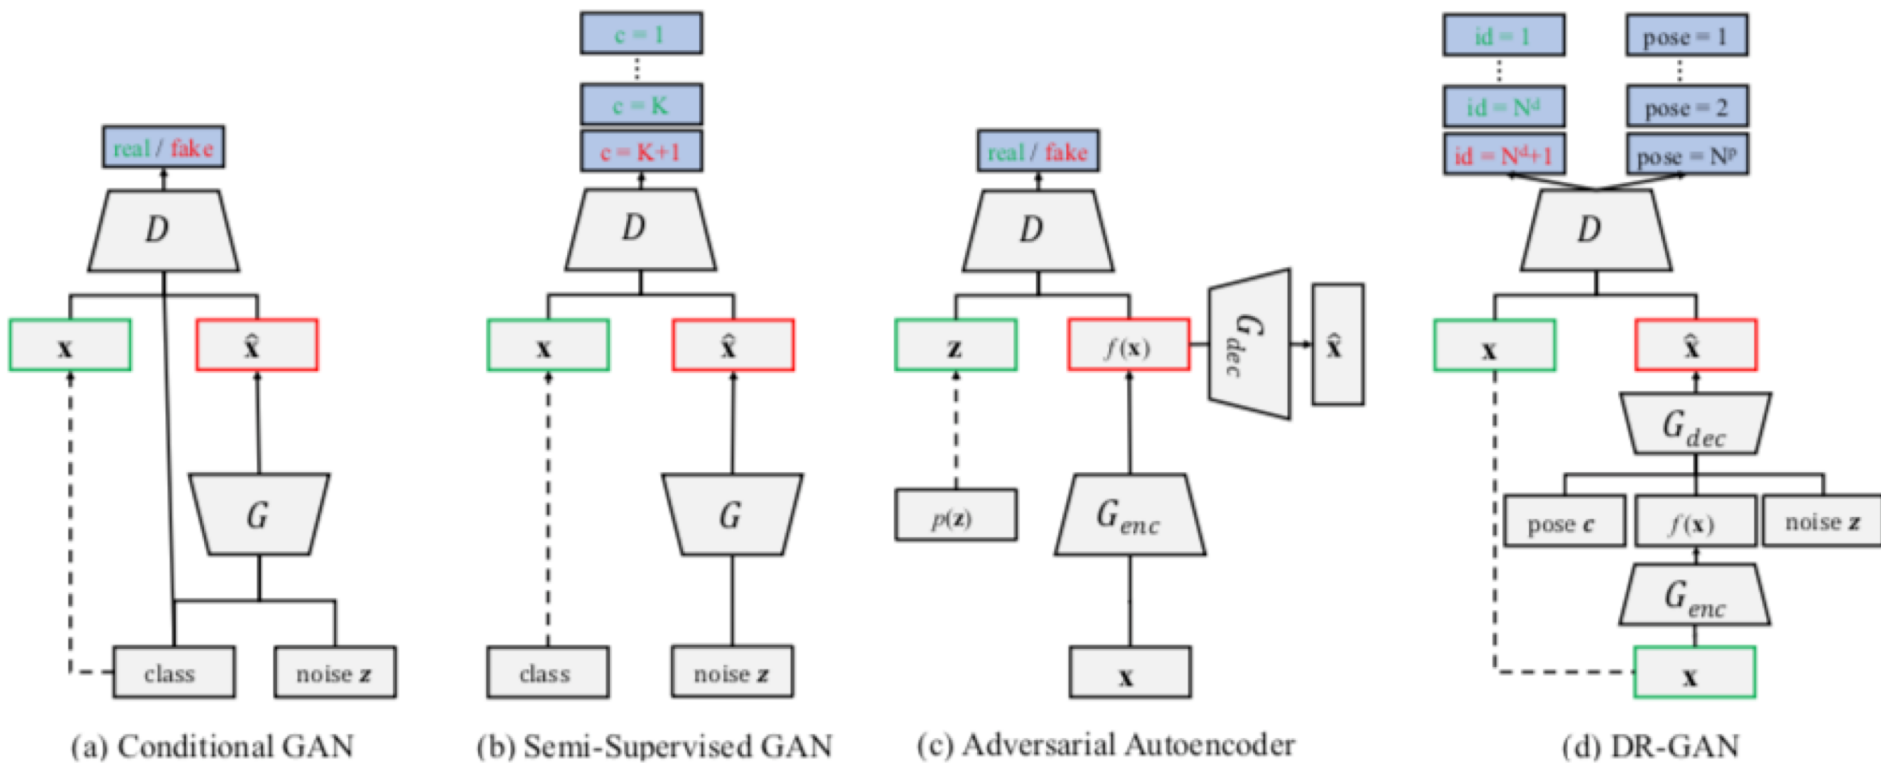 real / fake
D
x
x̂
G
class
noise z
(a) Conditional GAN
c = 1
c = K
c = K+1
D
x
x̂
G
class
noise z
(b) Semi-Supervised GAN
real / fake
D
z
f(x)
G_dec
x̂
p(z)
G_enc
x
(c) Adversarial Autoencoder
id = 1
pose = 1
id = N^d
pose = 2
id = N^d+1
pose = N^p
D
x
x̂
G_dec
pose c
f(x)
noise z
G_enc
x
(d) DR-GAN